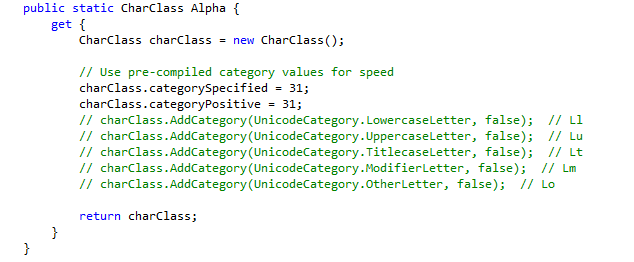 public static CharClass Alpha {
get {
CharClass charClass = new CharClass();
// Use pre-compiled category values for speed
charClass.categorySpecified = 31;
charClass.categoryPositive = 31;
// charClass.AddCategory(UnicodeCategory.LowercaseLetter, false);  // Ll
// charClass.AddCategory(UnicodeCategory.UppercaseLetter, false);  // Lu
// charClass.AddCategory(UnicodeCategory.TitlecaseLetter, false);  // Lt
// charClass.AddCategory(UnicodeCategory.ModifierLetter, false);  // Lm
// charClass.AddCategory(UnicodeCategory.OtherLetter, false);  // Lo
return charClass;
}
}